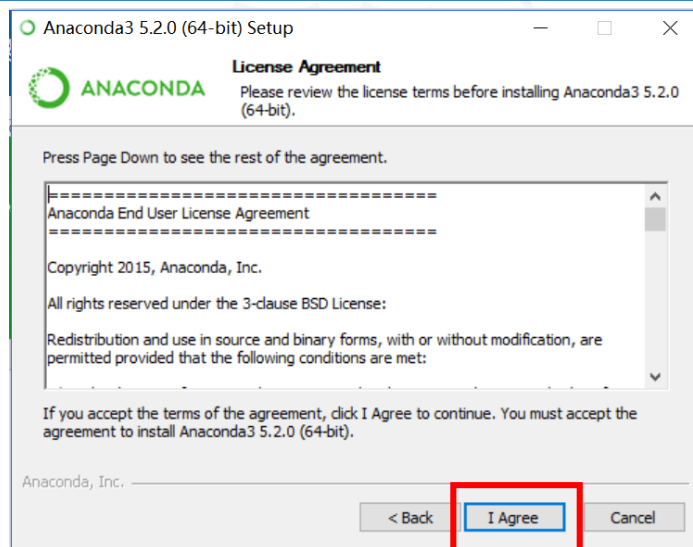 Anaconda3 5.2.0 (64-bit) Setup
ANACONDA
License Agreement
Please review the license terms before installing Anaconda3 5.2.0
(64-bit).
Press Page Down to see the rest of the agreement.
===================================
Anaconda End User License Agreement
===================================
Copyright 2015, Anaconda, Inc.
All rights reserved under the 3-clause BSD License:
Redistribution and use in source and binary forms, with or without modification, are
permitted provided that the following conditions are met:
If you accept the terms of the agreement, click I Agree to continue. You must accept the
agreement to install Anaconda3 5.2.0 (64-bit).
Anaconda, Inc.
< Back
I Agree
Cancel